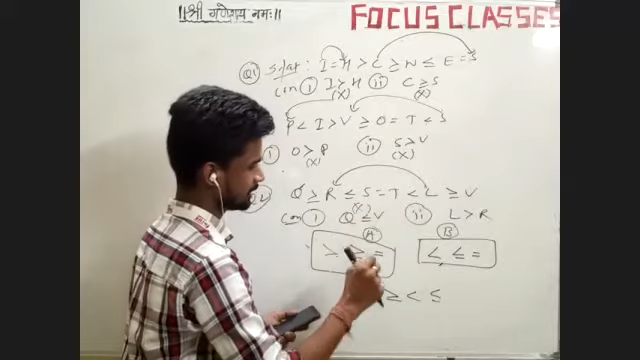 ॥श्री गणेशाय नमः॥
FOCUS CLASSES
Q1 stat: I = H > C ≥ N ≤ E = S
con (i) I > H (ii) C ≥ S
(X) (X)
P < I > V ≥ O = T < S
(i) O > P (ii) S > V
(X) (X)
Q2 Q ≥ R ≤ S = T < L ≥ V
con (i) Q ≤ V (ii) L > R
(X)
A B
> ≥ = < ≤ =
≥ < ≤